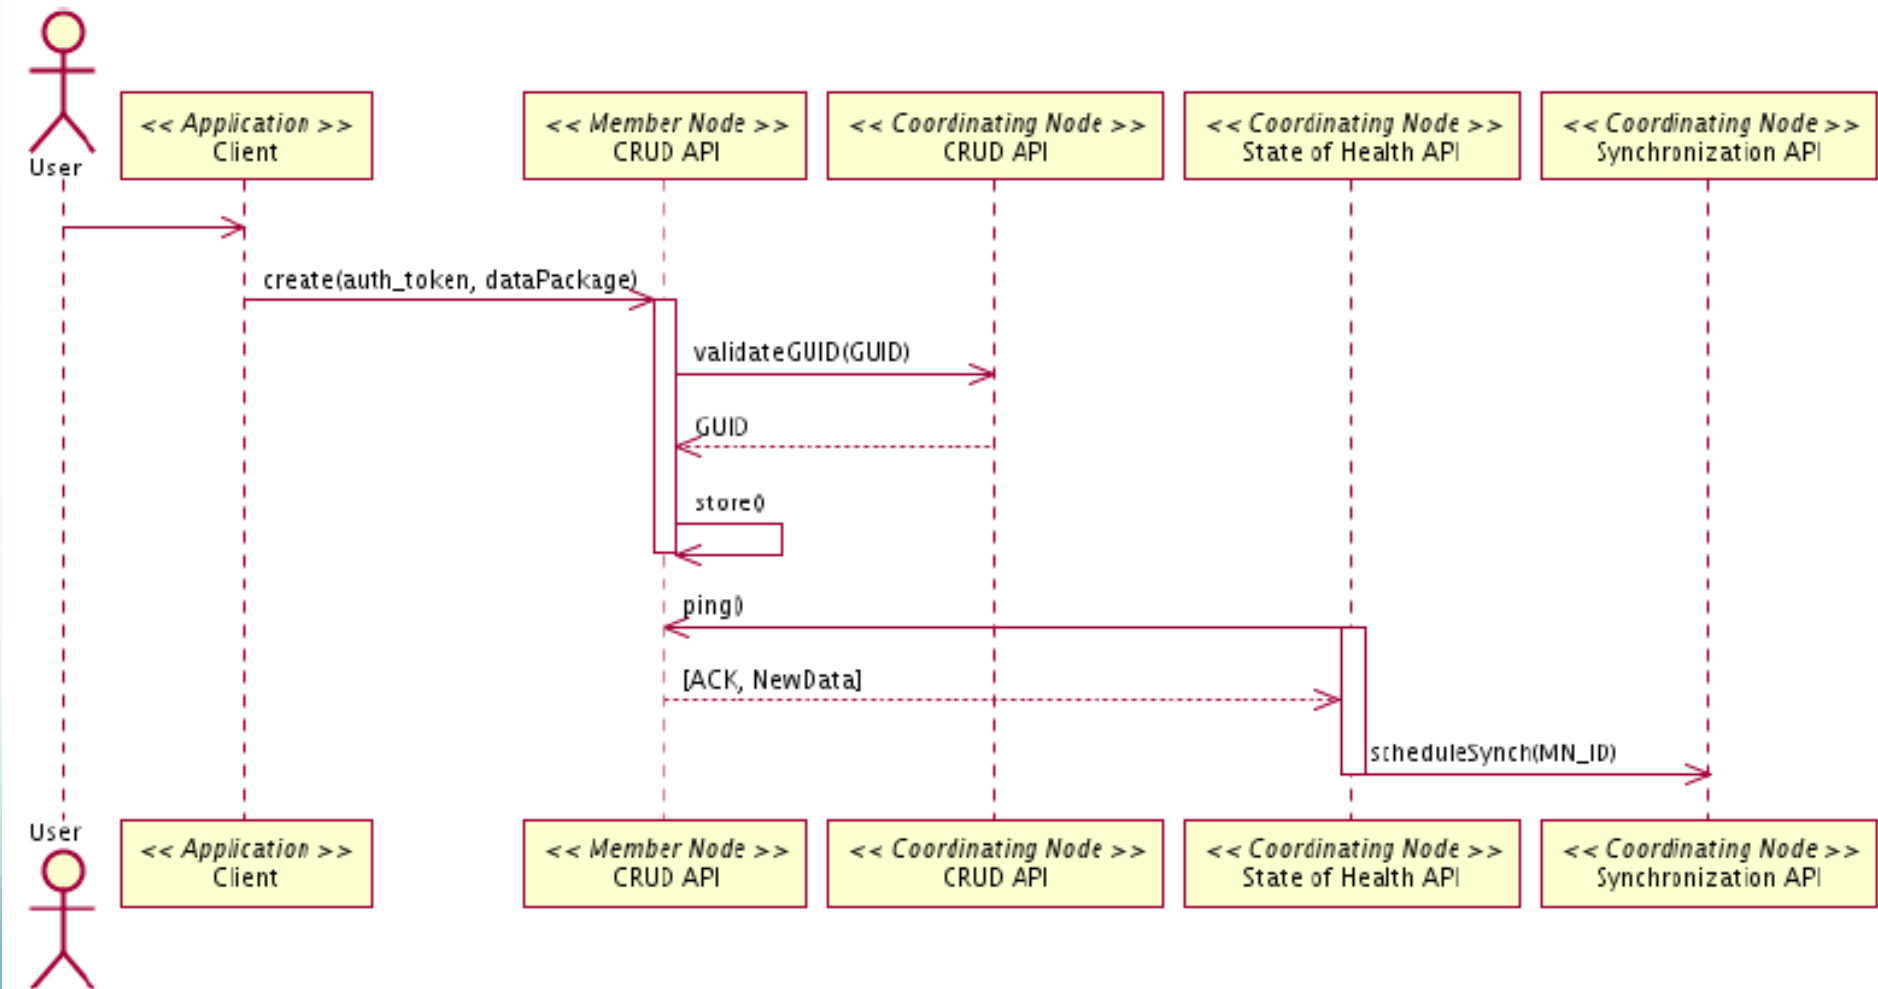 User
<< Application >>
Client
<< Member Node >>
CRUD API
<< Coordinating Node >>
CRUD API
<< Coordinating Node >>
State of Health API
<< Coordinating Node >>
Synchronization API
create(auth_token, dataPackage)
validateGUID(GUID)
GUID
store()
ping()
[ACK, NewData]
scheduleSynch(MN_ID)
User
<< Application >>
Client
<< Member Node >>
CRUD API
<< Coordinating Node >>
CRUD API
<< Coordinating Node >>
State of Health API
<< Coordinating Node >>
Synchronization API